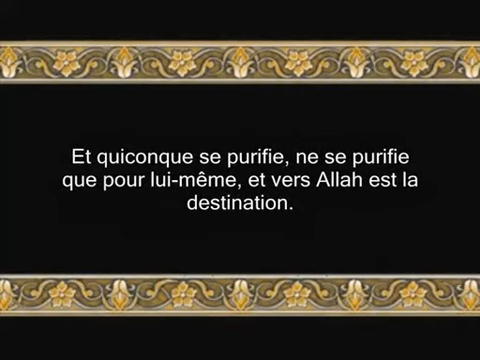 Et quiconque se purifie, ne se purifie
que pour lui-même, et vers Allah est la
destination.